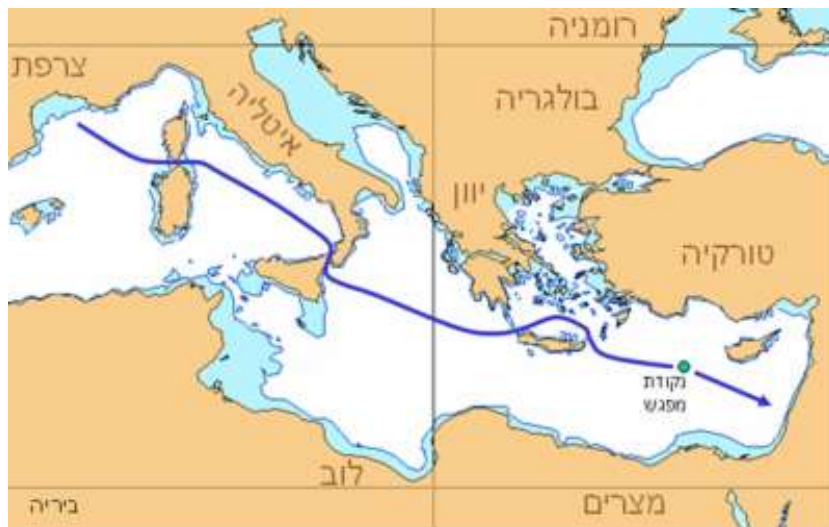 רומניה
צרפת
בולגריה
איטליה
יוון
טורקיה
נקודת
מפגש
לוב
מצרים
ביריה